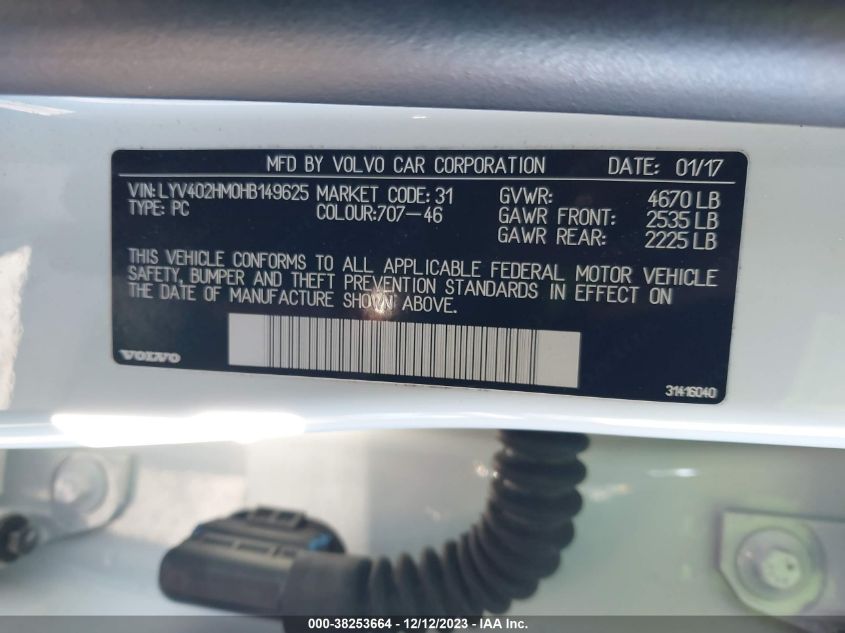 MFD BY VOLVO CAR CORPORATION DATE: 01/17
VIN: LYV402HM0HB149625 MARKET CODE: 31 GVWR: 4670 LB
TYPE: PC COLOUR:707-46 GAWR FRONT: 2535 LB
GAWR REAR: 2225 LB
THIS VEHICLE CONFORMS TO ALL APPLICABLE FEDERAL MOTOR VEHICLE
SAFETY, BUMPER AND THEFT PREVENTION STANDARDS IN EFFECT ON
THE DATE OF MANUFACTURE SHOWN ABOVE.
VOLVO
31416040
000-38253664 - 12/12/2023 - IAA Inc.